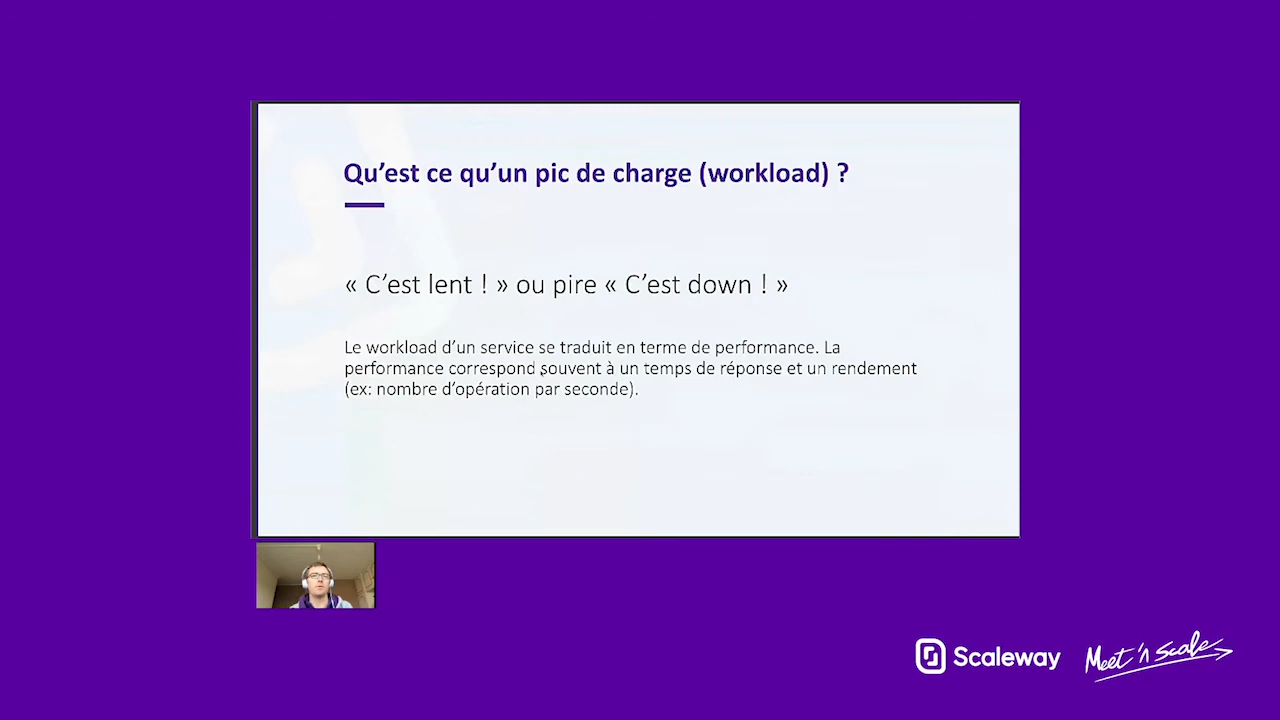 Qu’est ce qu’un pic de charge (workload) ?
« C’est lent ! » ou pire « C’est down ! »
Le workload d’un service se traduit en terme de performance. La
performance correspond souvent à un temps de réponse et un rendement
(ex: nombre d’opération par seconde).
Scaleway
Meet 'n Scale